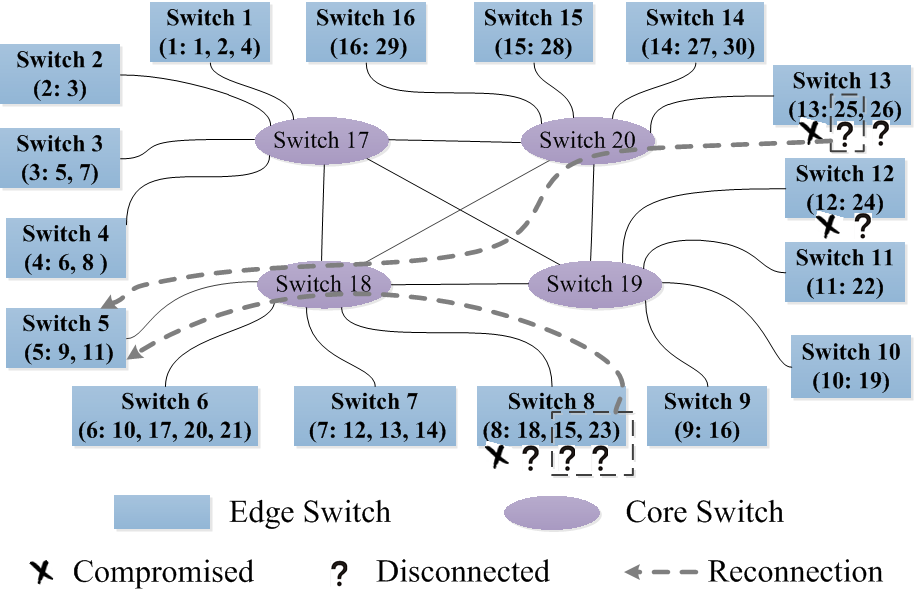 Switch 1
(1: 1, 2, 4)
Switch 16
(16: 29)
Switch 15
(15: 28)
Switch 14
(14: 27, 30)
Switch 2
(2: 3)
Switch 13
(13: 25, 26)
? ?
Switch 3
(3: 5, 7)
Switch 17
Switch 20
Switch 12
(12: 24)
?
Switch 4
(4: 6, 8 )
Switch 11
(11: 22)
Switch 18
Switch 19
Switch 5
(5: 9, 11)
Switch 10
(10: 19)
Switch 6
(6: 10, 17, 20, 21)
Switch 7
(7: 12, 13, 14)
Switch 8
(8: 18, 15, 23)
? ? ?
Switch 9
(9: 16)
Edge Switch
Core Switch
Compromised
? Disconnected
Reconnection